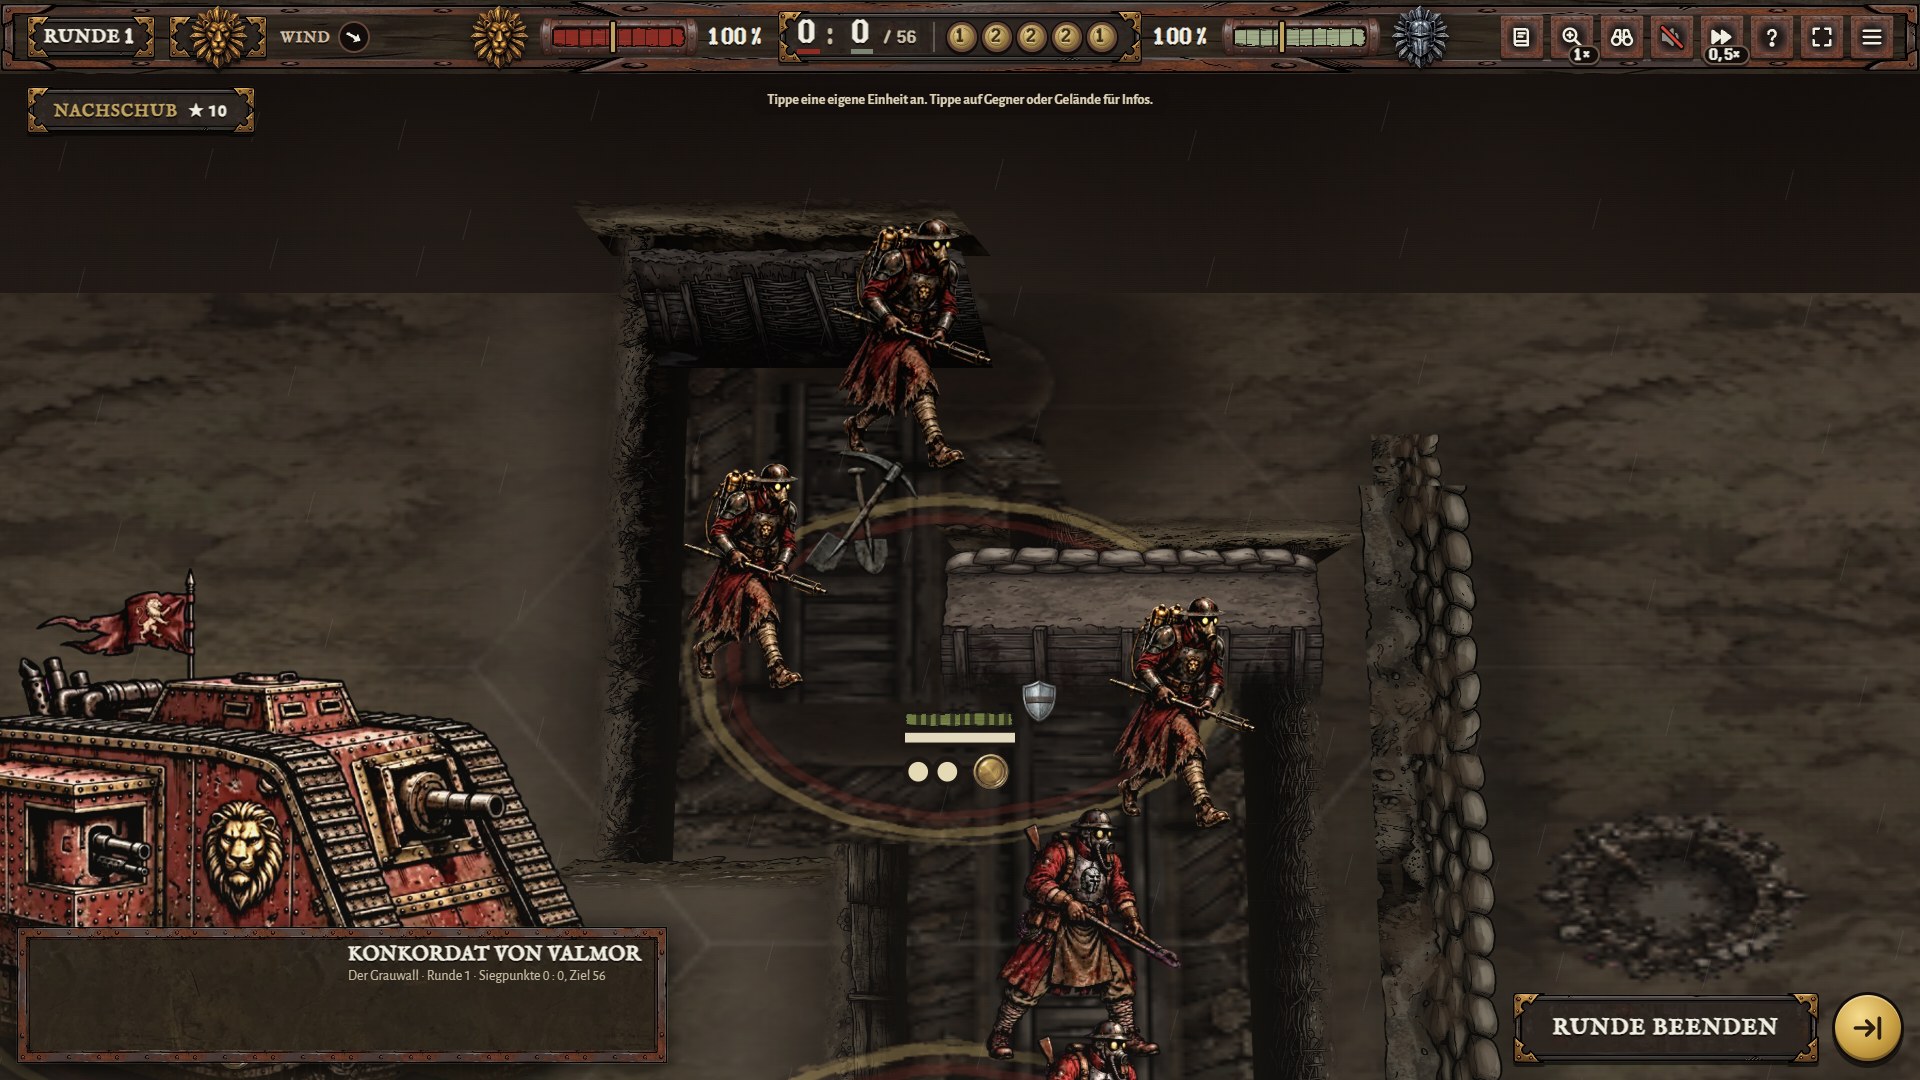 RUNDE 1
WIND
100%
0 : 0 / 56
1 2 2 2 1
100%
1×
0,5×
?
NACHSCHUB ★ 10
Tippe eine eigene Einheit an. Tippe auf Gegner oder Gelände für Infos.
KONKORDAT VON VALMOR
Der Grauwall · Runde 1 · Siegpunkte 0 : 0, Ziel 56
RUNDE BEENDEN